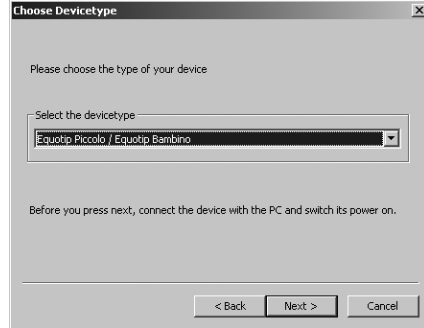 Choose Devicetype
Please choose the type of your device
Select the devicetype
Equotip Piccolo / Equotip Bambino
Before you press next, connect the device with the PC and switch its power on.
< Back Next > Cancel